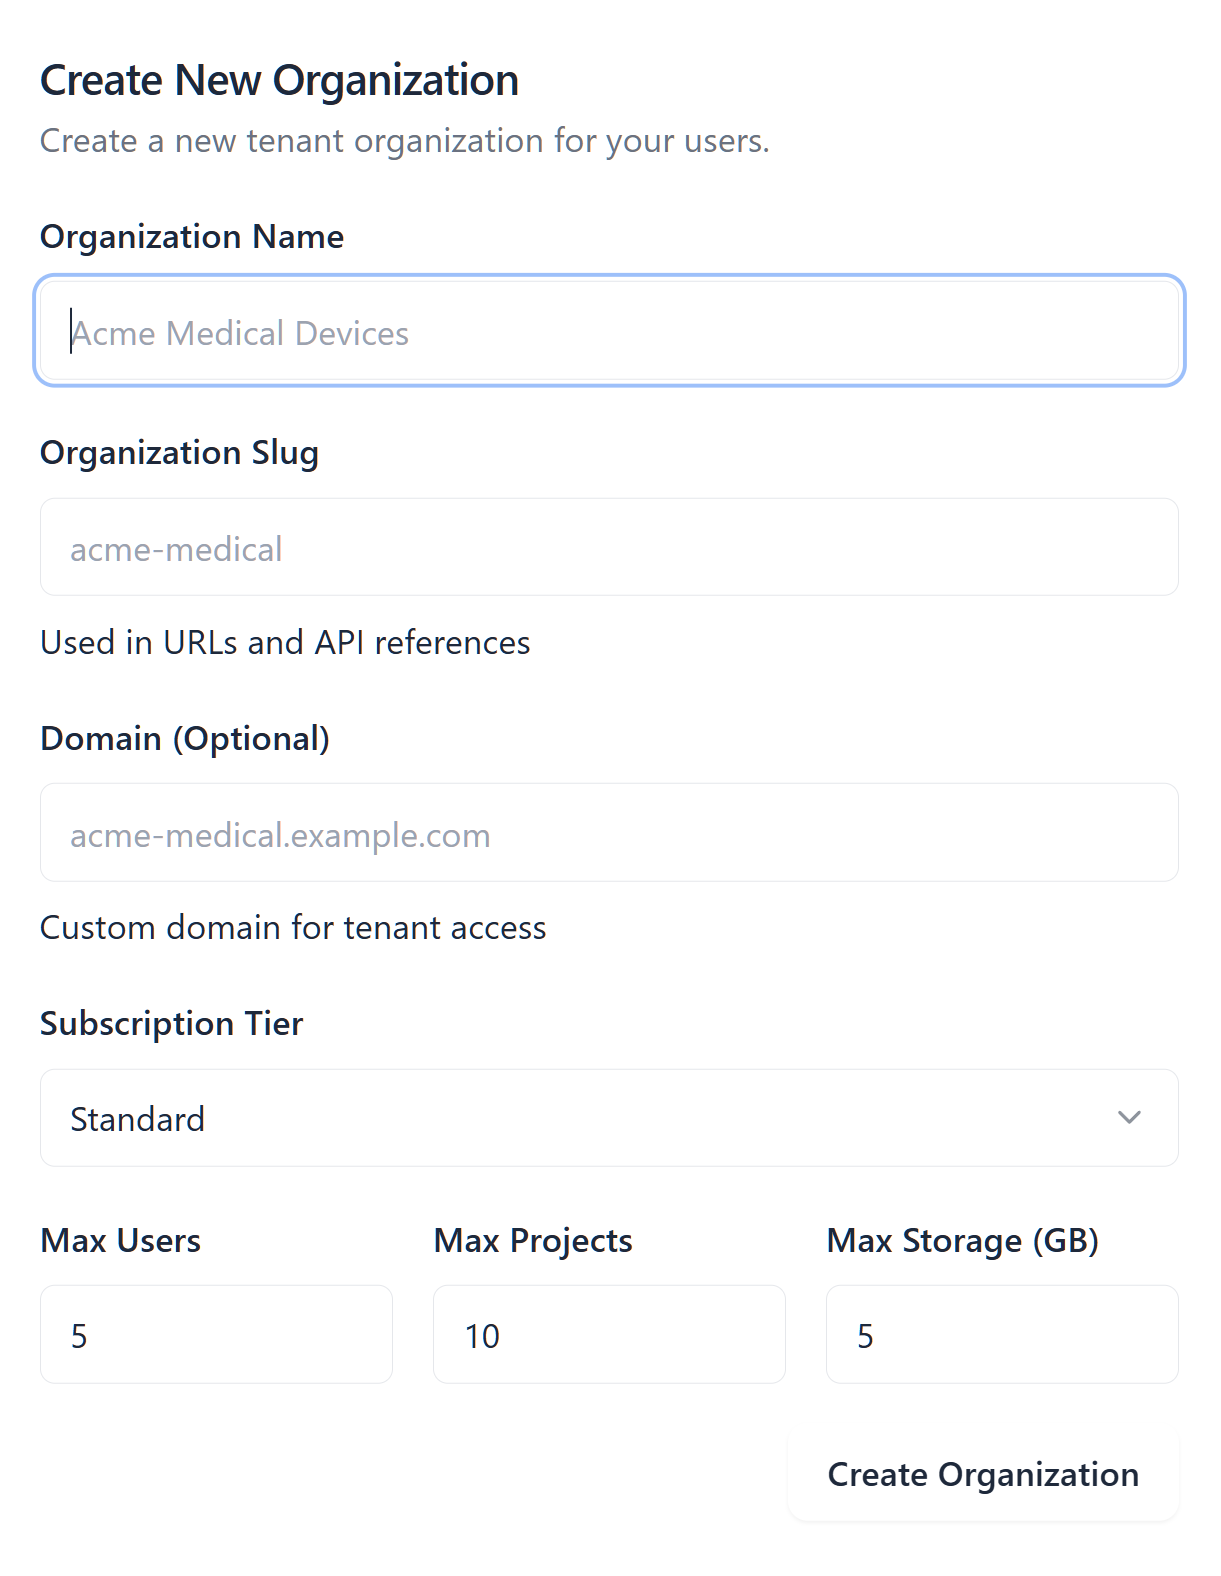 Create New Organization
Create a new tenant organization for your users.
Organization Name
Acme Medical Devices
Organization Slug
acme-medical
Used in URLs and API references
Domain (Optional)
acme-medical.example.com
Custom domain for tenant access
Subscription Tier
Standard
Max Users Max Projects Max Storage (GB)
5 10 5
Create Organization